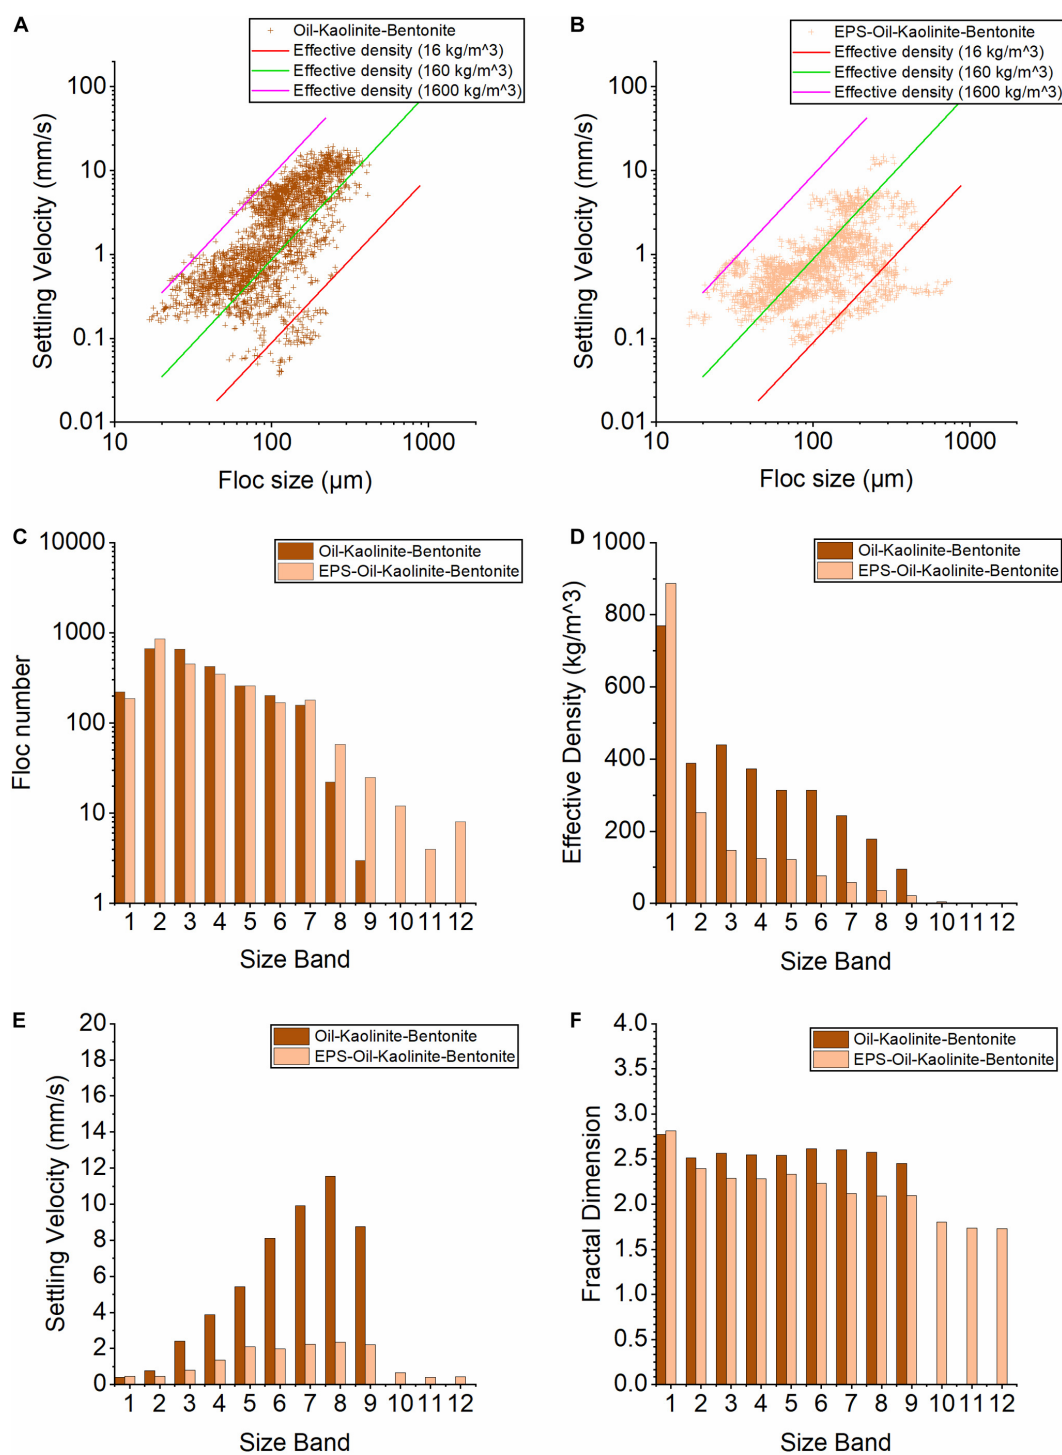 A
Oil-Kaolinite-Bentonite
Effective density (16 kg/m^3)
Effective density (160 kg/m^3)
Effective density (1600 kg/m^3)
100
10
1
0.1
0.01
Settling Velocity (mm/s)
10 100 1000
Floc size (µm)
B
EPS-Oil-Kaolinite-Bentonite
Effective density (16 kg/m^3)
Effective density (160 kg/m^3)
Effective density (1600 kg/m^3)
100
10
1
0.1
0.01
Settling Velocity (mm/s)
10 100 1000
Floc size (µm)
C
Oil-Kaolinite-Bentonite
EPS-Oil-Kaolinite-Bentonite
10000
1000
100
10
1
Floc number
1 2 3 4 5 6 7 8 9 10 11 12
Size Band
D
Oil-Kaolinite-Bentonite
EPS-Oil-Kaolinite-Bentonite
1000
800
600
400
200
0
Effective Density (kg/m^3)
1 2 3 4 5 6 7 8 9 10 11 12
Size Band
E
Oil-Kaolinite-Bentonite
EPS-Oil-Kaolinite-Bentonite
20
18
16
14
12
10
8
6
4
2
0
Settling Velocity (mm/s)
1 2 3 4 5 6 7 8 9 10 11 12
Size Band
F
Oil-Kaolinite-Bentonite
EPS-Oil-Kaolinite-Bentonite
4.0
3.5
3.0
2.5
2.0
1.5
1.0
0.5
0.0
Fractal Dimension
1 2 3 4 5 6 7 8 9 10 11 12
Size Band